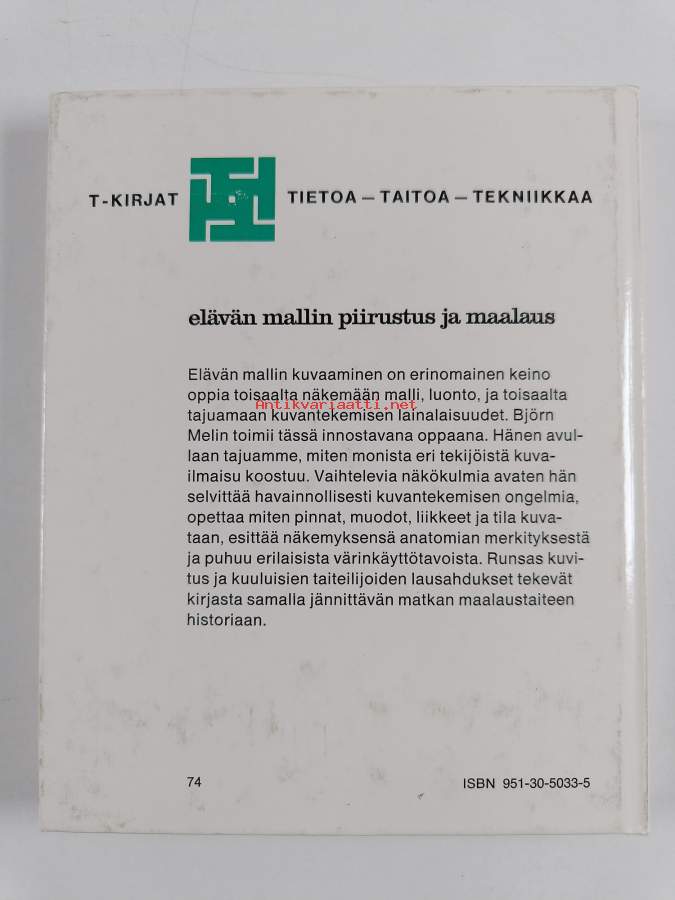 T-KIRJAT TIETOA – TAITOA – TEKNIIKKAA
elävän mallin piirustus ja maalaus
Elävän mallin kuvaaminen on erinomainen keino
oppia toisaalta näkemään malli, luonto, ja toisaalta
Antikvariaatti.net
tajuamaan kuvantekemisen lainalaisuudet. Björn
Melin toimii tässä innostavana oppaana. Hänen avul-
laan tajuamme, miten monista eri tekijöistä kuva-
ilmaisu koostuu. Vaihtelevia näkökulmia avaten hän
selvittää havainnollisesti kuvantekemisen ongelmia,
opettaa miten pinnat, muodot, liikkeet ja tila kuva-
taan, esittää näkemyksensä anatomian merkityksestä
ja puhuu erilaisista värinkäyttötavoista. Runsas kuvi-
tus ja kuuluisien taiteilijoiden lausahdukset tekevät
kirjasta samalla jännittävän matkan maalaustaiteen
historiaan.
74 ISBN 951-30-5033-5